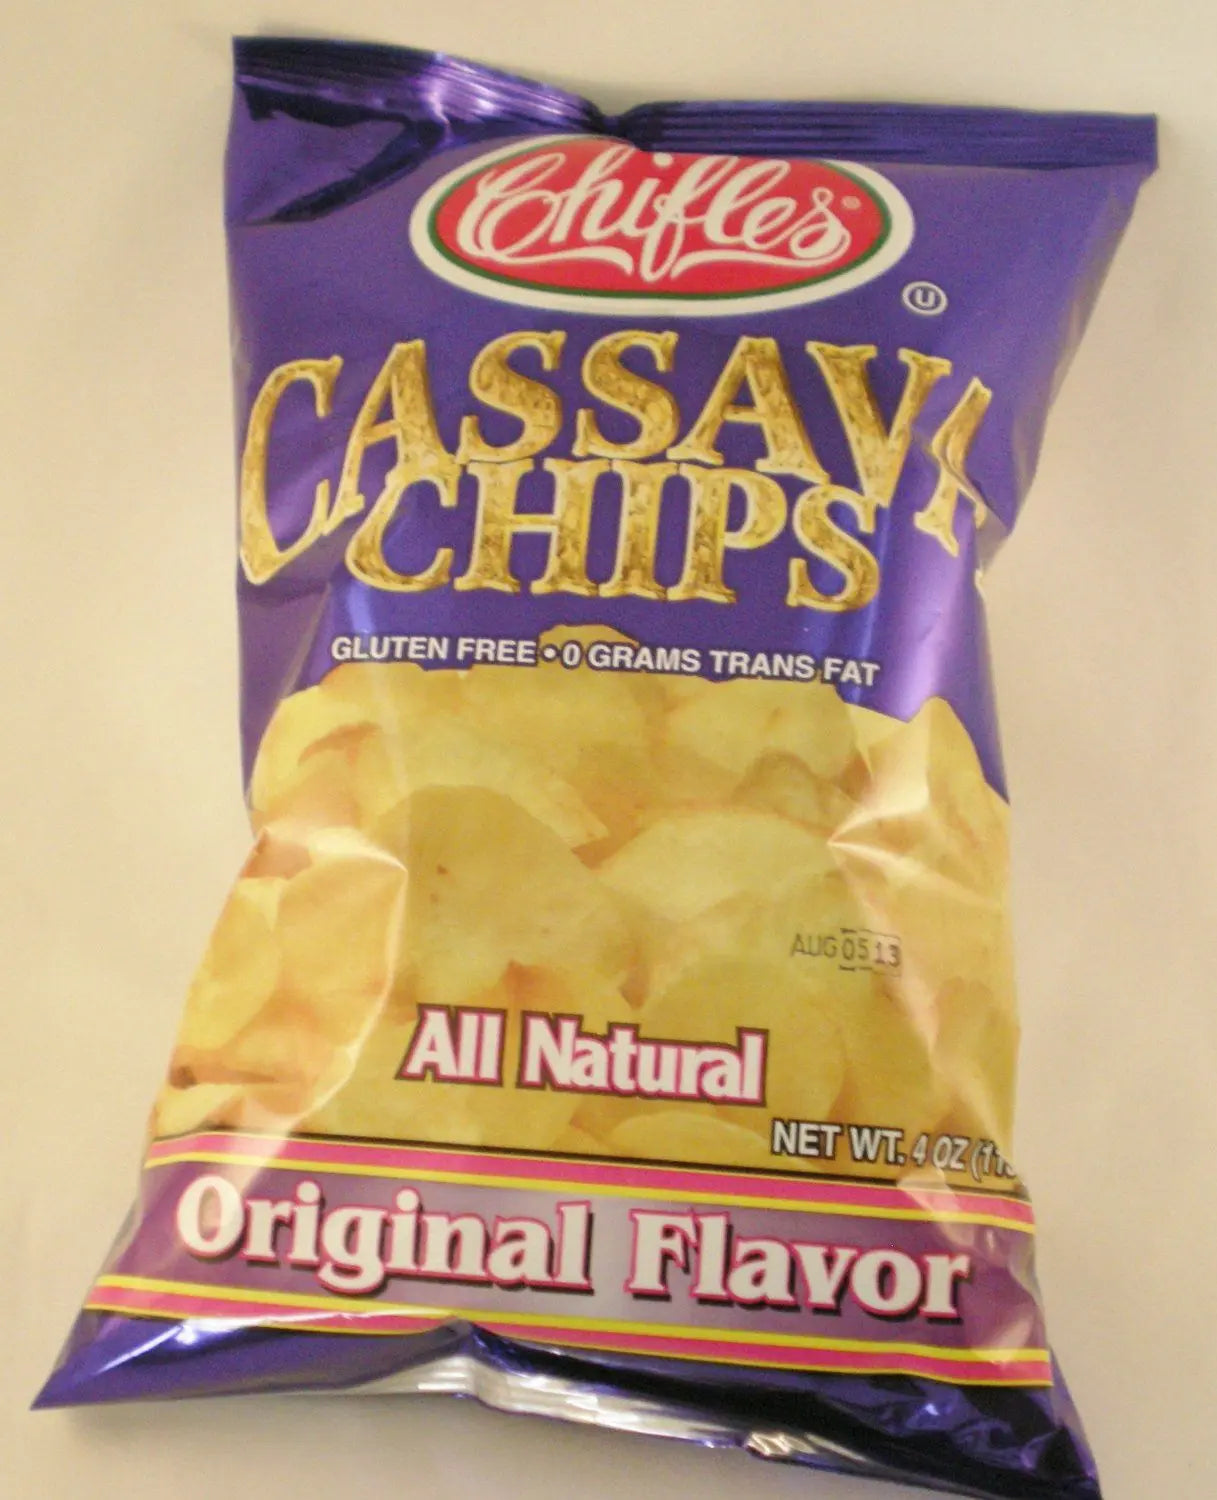 Chifles®
U
CASSAVA
CHIPS
GLUTEN FREE • 0 GRAMS TRANS FAT
AUG 05 13
All Natural
NET WT. 4 OZ
Original Flavor